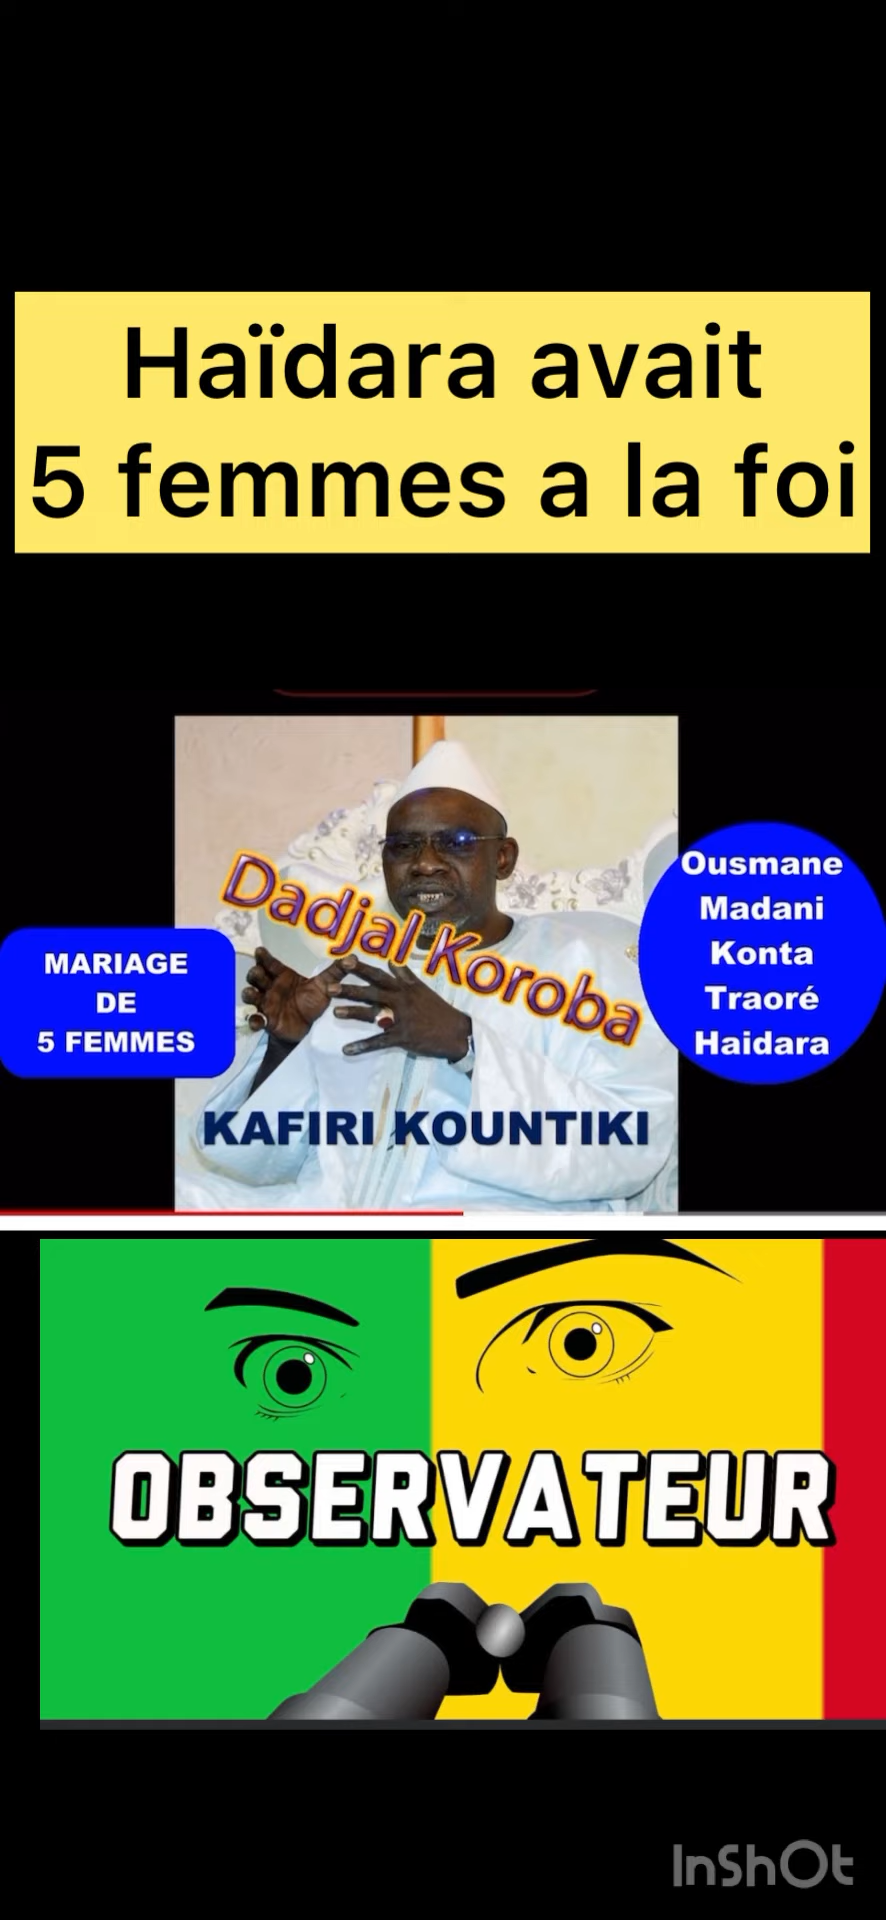 Haïdara avait
5 femmes a la foi
Dadjal Koroba
Ousmane
Madani
Konta
Traoré
Haidara
MARIAGE
DE
5 FEMMES
KAFIRI KOUNTIKI
OBSERVATEUR
InShOt